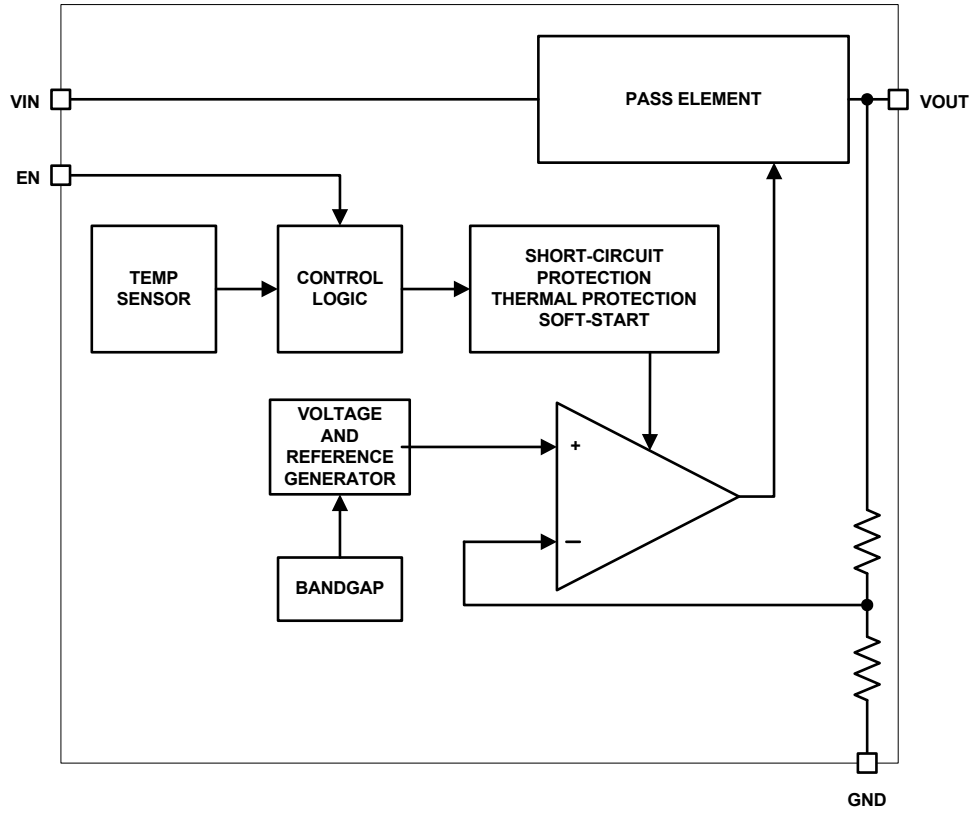 PASS ELEMENT
VIN
VOUT
EN
TEMP
SENSOR
CONTROL
LOGIC
SHORT-CIRCUIT
PROTECTION
THERMAL PROTECTION
SOFT-START
VOLTAGE
AND
REFERENCE
GENERATOR
+
−
BANDGAP
GND